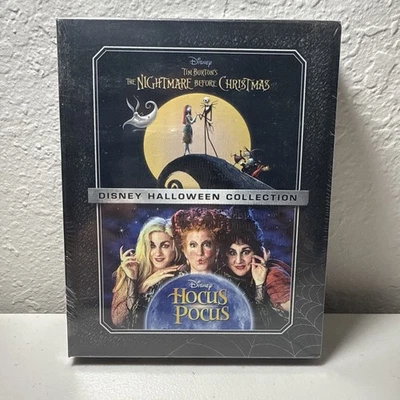 Disney
TIM BURTON'S
THE NIGHTMARE BEFORE CHRISTMAS
DISNEY HALLOWEEN COLLECTION
Disney
HOCUS
POCUS